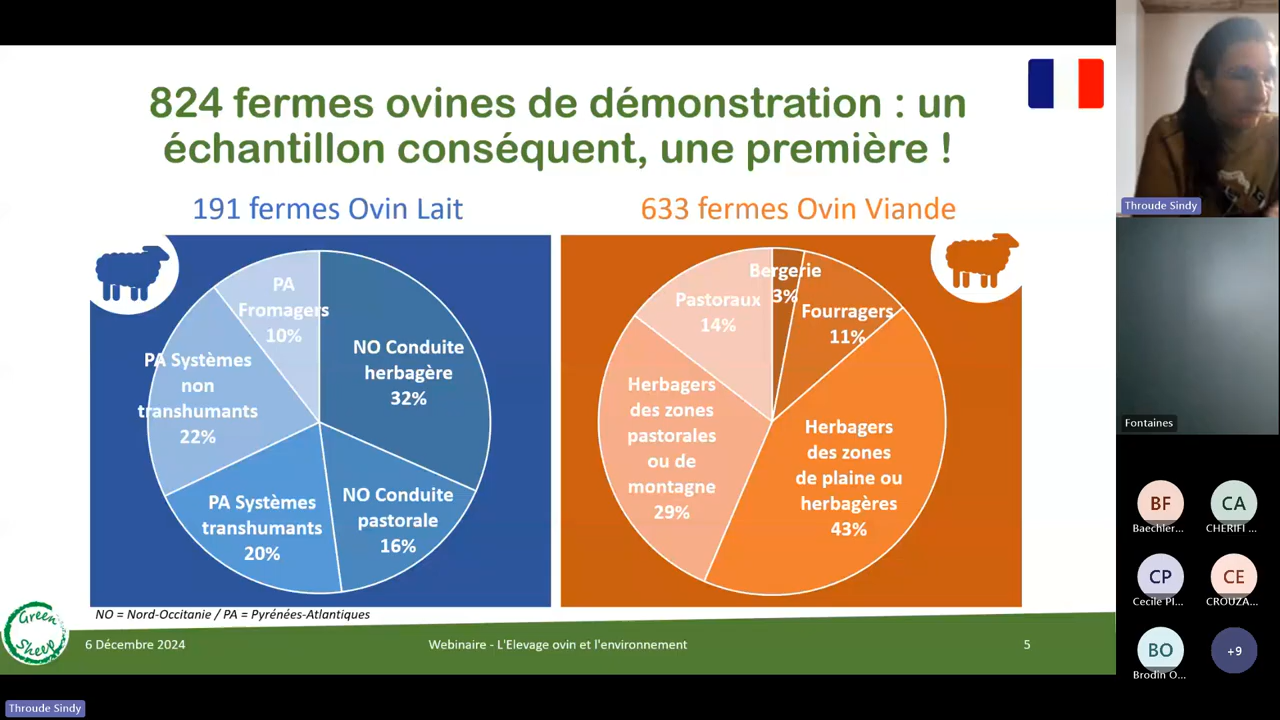 824 fermes ovines de démonstration : un
échantillon conséquent, une première !
191 fermes Ovin Lait
633 fermes Ovin Viande
PA
Fromagers
10%
NO Conduite
herbagère
32%
PA Systèmes
non
transhumants
22%
PA Systèmes
transhumants
20%
NO Conduite
pastorale
16%
Bergerie
3%
Pastoraux
14%
Fourragers
11%
Herbagers
des zones
pastorales
ou de
montagne
29%
Herbagers
des zones
de plaine ou
herbagères
43%
NO = Nord-Occitanie / PA = Pyrénées-Atlantiques
Green
Sheep
6 Décembre 2024
Webinaire - L'Elevage ovin et l'environnement
5
Throude Sindy
Fontaines
BF
Baechler...
CA
CHERIFI ...
CP
Cecile Pl...
CE
CROUZA...
BO
Brodin O...
+9
Throude Sindy